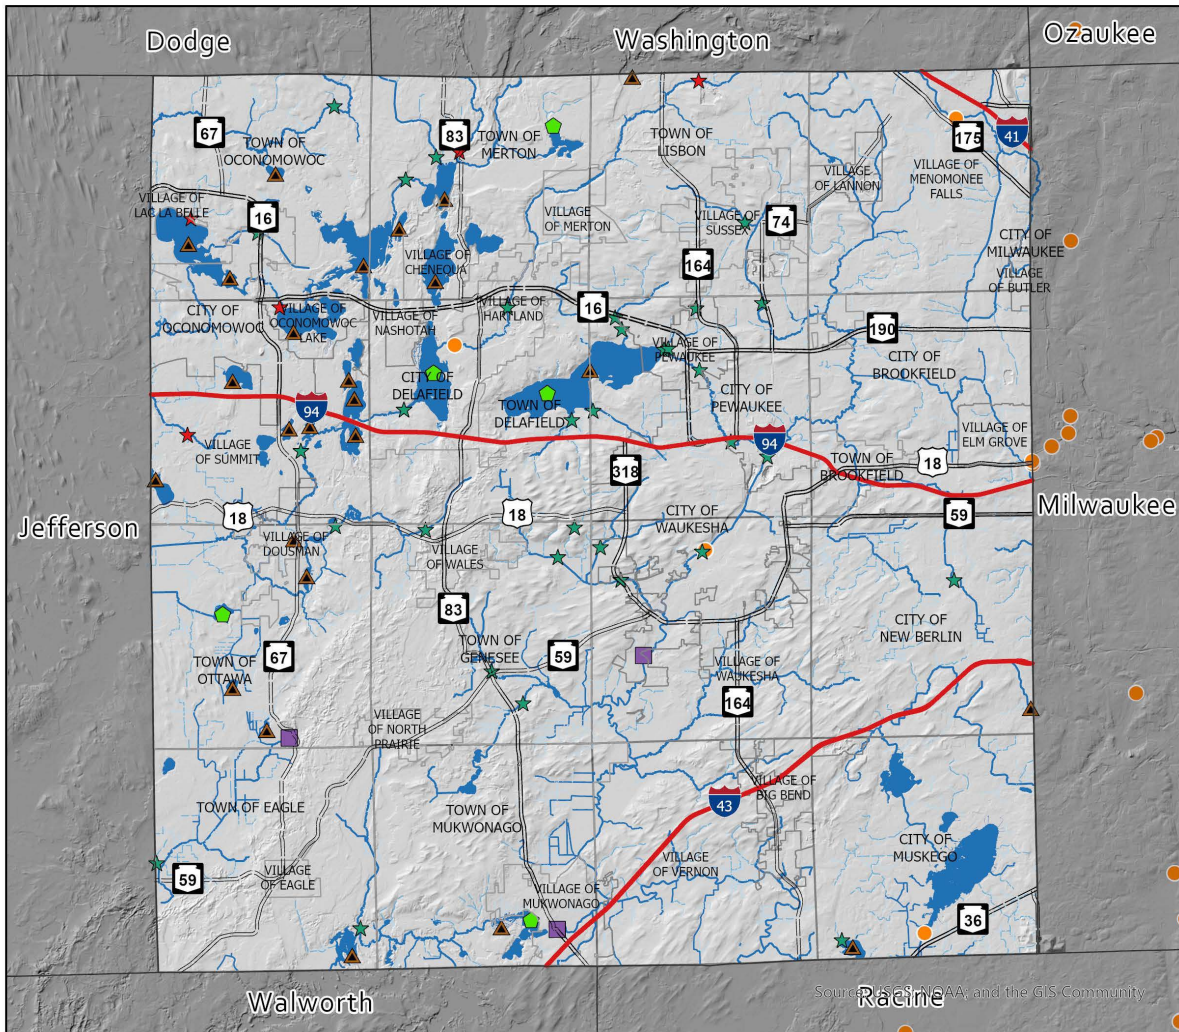 Dodge
Washington
Ozaukee
67
83
41
175
TOWN OF
OCONOMOWOC
TOWN OF
MERTON
TOWN OF
LISBON
VILLAGE
OF LANNON
VILLAGE OF
MENOMONEE
FALLS
VILLAGE OF
LAC LA BELLE
16
VILLAGE
OF MERTON
VILLAGE OF
SUSSEX
74
CITY OF
MILWAUKEE
VILLAGE OF
CHENEQUA
164
VILLAGE
OF BUTLER
CITY OF
OCONOMOWOC
VILLAGE OF
OCONOMOWOC
LAKE
VILLAGE OF
NASHOTAH
VILLAGE OF
HARTLAND
16
190
VILLAGE OF
PEWAUKEE
CITY OF
BROOKFIELD
CITY OF
DELAFIELD
CITY OF
PEWAUKEE
94
TOWN OF
DELAFIELD
94
VILLAGE OF
ELM GROVE
VILLAGE
OF SUMMIT
318
TOWN OF
BROOKFIELD
18
Jefferson
Milwaukee
18
18
CITY OF
WAUKESHA
59
VILLAGE OF
DOUSMAN
VILLAGE
OF WALES
83
CITY OF
NEW BERLIN
TOWN OF
GENESEE
59
67
TOWN OF
OTTAWA
VILLAGE OF
WAUKESHA
164
VILLAGE
OF NORTH
PRAIRIE
TOWN OF EAGLE
TOWN OF
MUKWONAGO
43
VILLAGE OF
BIG BEND
CITY OF
MUSKEGO
59
VILLAGE
OF EAGLE
VILLAGE
OF VERNON
VILLAGE OF
MUKWONAGO
36
Walworth
Racine
Source: USGS, NOAA, and the GIS Community